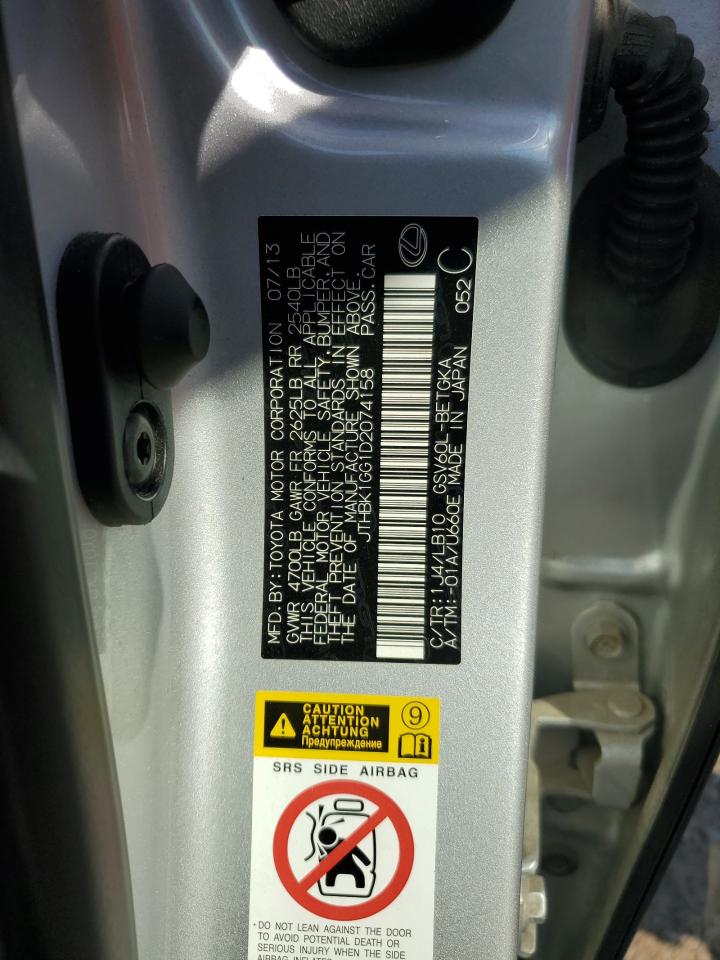 MFD.BY:TOYOTA MOTOR CORPORATION 07/13
GVWR 4700LB GAWR FR 2625LB RR 2540LB
THIS VEHICLE CONFORMS TO ALL APPLICABLE
FEDERAL MOTOR VEHICLE SAFETY,BUMPER,AND
THEFT PREVENTION STANDARDS IN EFFECT ON
THE DATE OF MANUFACTURE SHOWN ABOVE.
JTHBK1GG1D2074158 PASS.CAR
C/TR:1J4/LB10 GSV60L-BETGKA 052 C
A/TM:-01A/U660E MADE IN JAPAN
CAUTION
ATTENTION
ACHTUNG
Предупреждение
9
i
SRS SIDE AIRBAG
• DO NOT LEAN AGAINST THE DOOR
TO AVOID POTENTIAL DEATH OR
SERIOUS INJURY WHEN THE SIDE
AIRBAG INFLATES